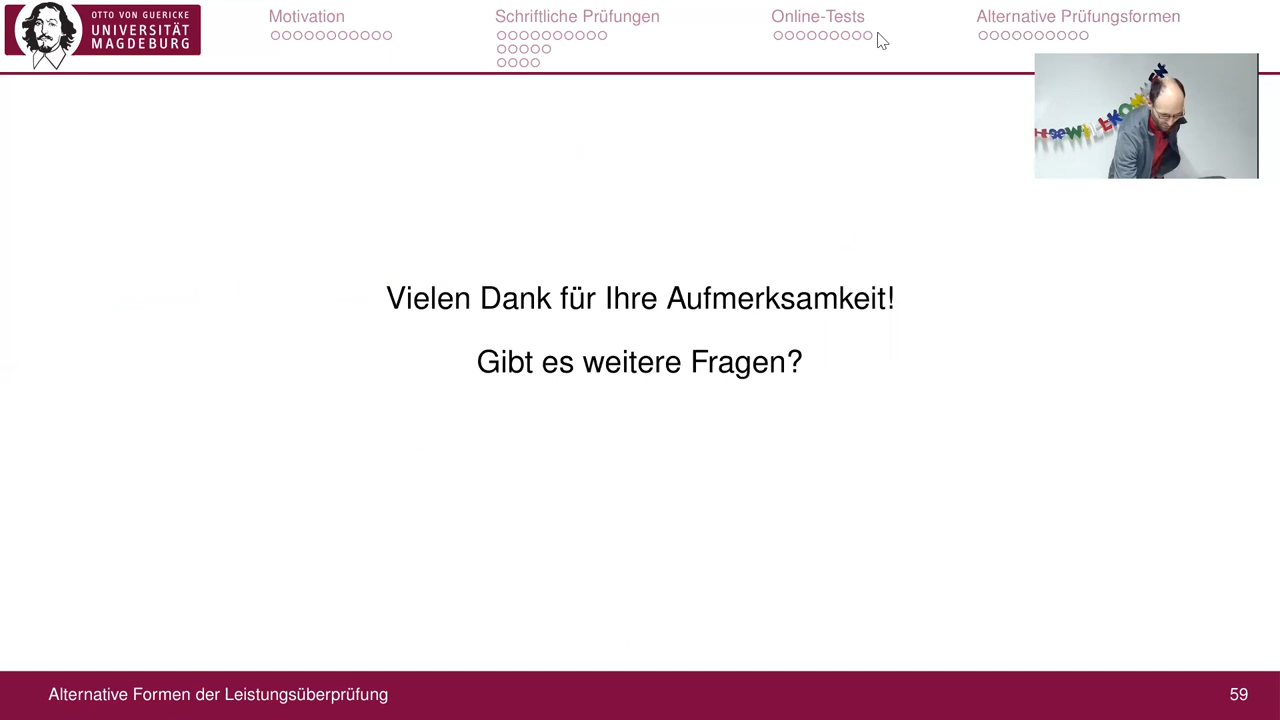 OTTO VON GUERICKE
UNIVERSITÄT
MAGDEBURG
Motivation
Schriftliche Prüfungen
Online-Tests
Alternative Prüfungsformen
Vielen Dank für Ihre Aufmerksamkeit!
Gibt es weitere Fragen?
Alternative Formen der Leistungsüberprüfung
59